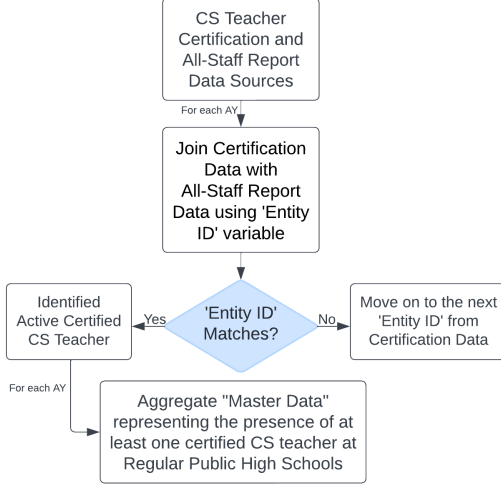 CS Teacher
Certification and
All-Staff Report
Data Sources
For each AY
Join Certification
Data with
All-Staff Report
Data using 'Entity
ID' variable
'Entity ID'
Matches?
Yes
No
Identified
Active Certified
CS Teacher
Move on to the next
'Entity ID' from
Certification Data
For each AY
Aggregate "Master Data"
representing the presence of at
least one certified CS teacher at
Regular Public High Schools